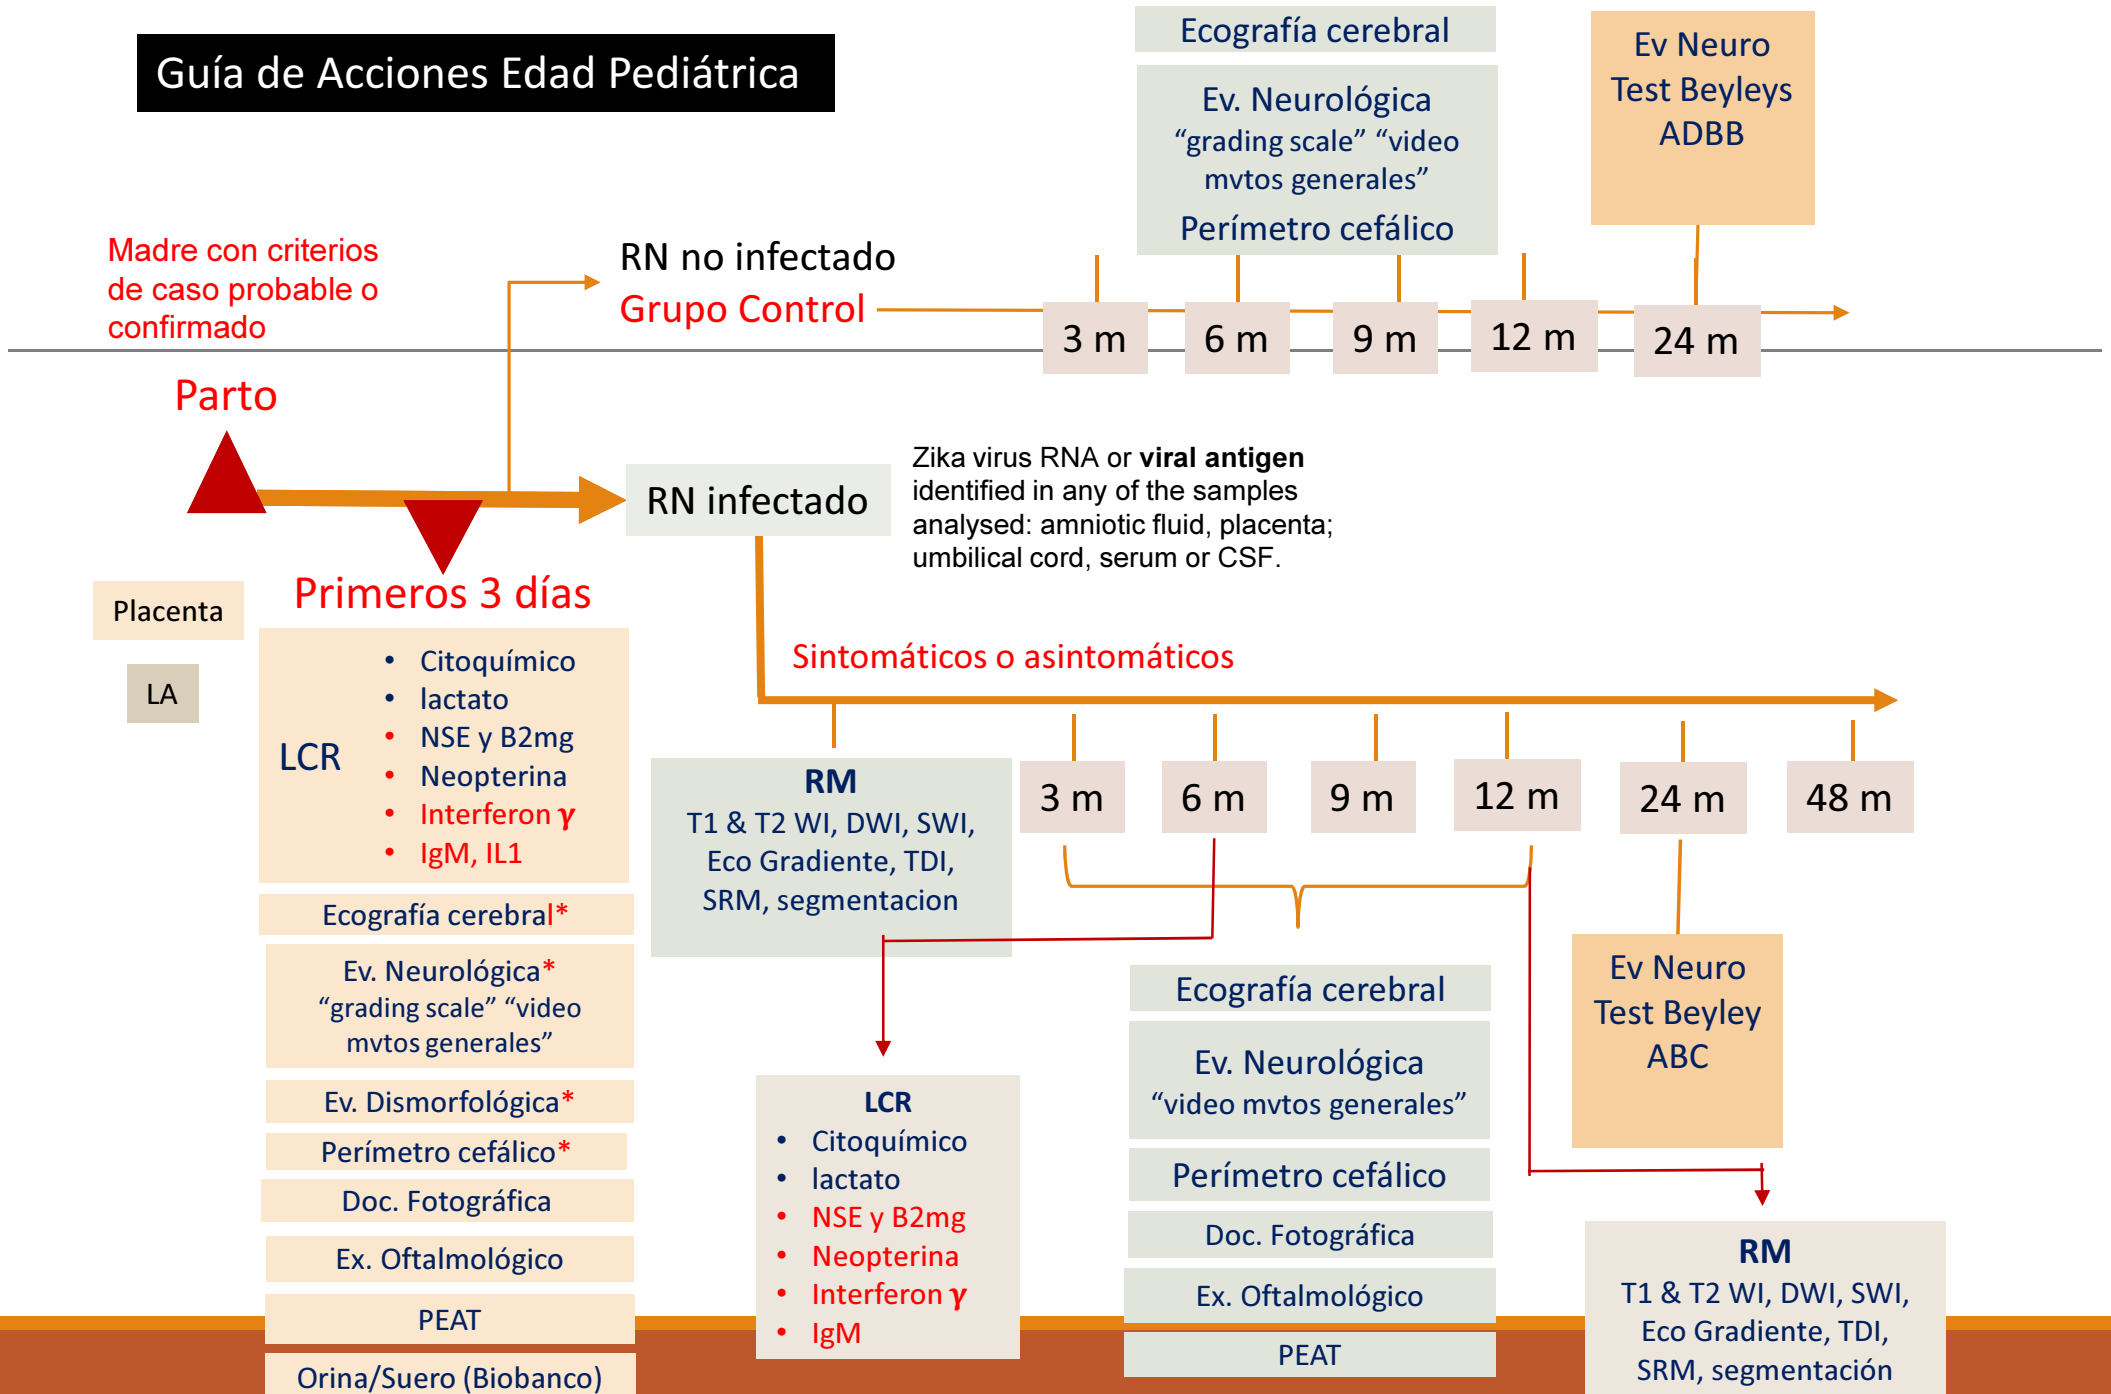 Guía de Acciones Edad Pediátrica
Ecografía cerebral
Ev. Neurológica
“grading scale” “video
mvtos generales”
Perímetro cefálico
Ev Neuro
Test Beyleys
ADBB
Madre con criterios
de caso probable o
confirmado
RN no infectado
Grupo Control
3 m
6 m
9 m
12 m
24 m
Parto
RN infectado
Zika virus RNA or viral antigen
identified in any of the samples
analysed: amniotic fluid, placenta;
umbilical cord, serum or CSF.
Placenta
LA
Primeros 3 días
LCR
• Citoquímico
• lactato
• NSE y B2mg
• Neopterina
• Interferon γ
• IgM, IL1
Ecografía cerebral*
Ev. Neurológica*
“grading scale” “video
mvtos generales”
Ev. Dismorfológica*
Perímetro cefálico*
Doc. Fotográfica
Ex. Oftalmológico
PEAT
Orina/Suero (Biobanco)
Sintomáticos o asintomáticos
RM
T1 & T2 WI, DWI, SWI,
Eco Gradiente, TDI,
SRM, segmentacion
3 m
6 m
9 m
12 m
24 m
48 m
LCR
• Citoquímico
• lactato
• NSE y B2mg
• Neopterina
• Interferon γ
• IgM
Ecografía cerebral
Ev. Neurológica
“video mvtos generales”
Perímetro cefálico
Doc. Fotográfica
Ex. Oftalmológico
PEAT
Ev Neuro
Test Beyley
ABC
RM
T1 & T2 WI, DWI, SWI,
Eco Gradiente, TDI,
SRM, segmentación